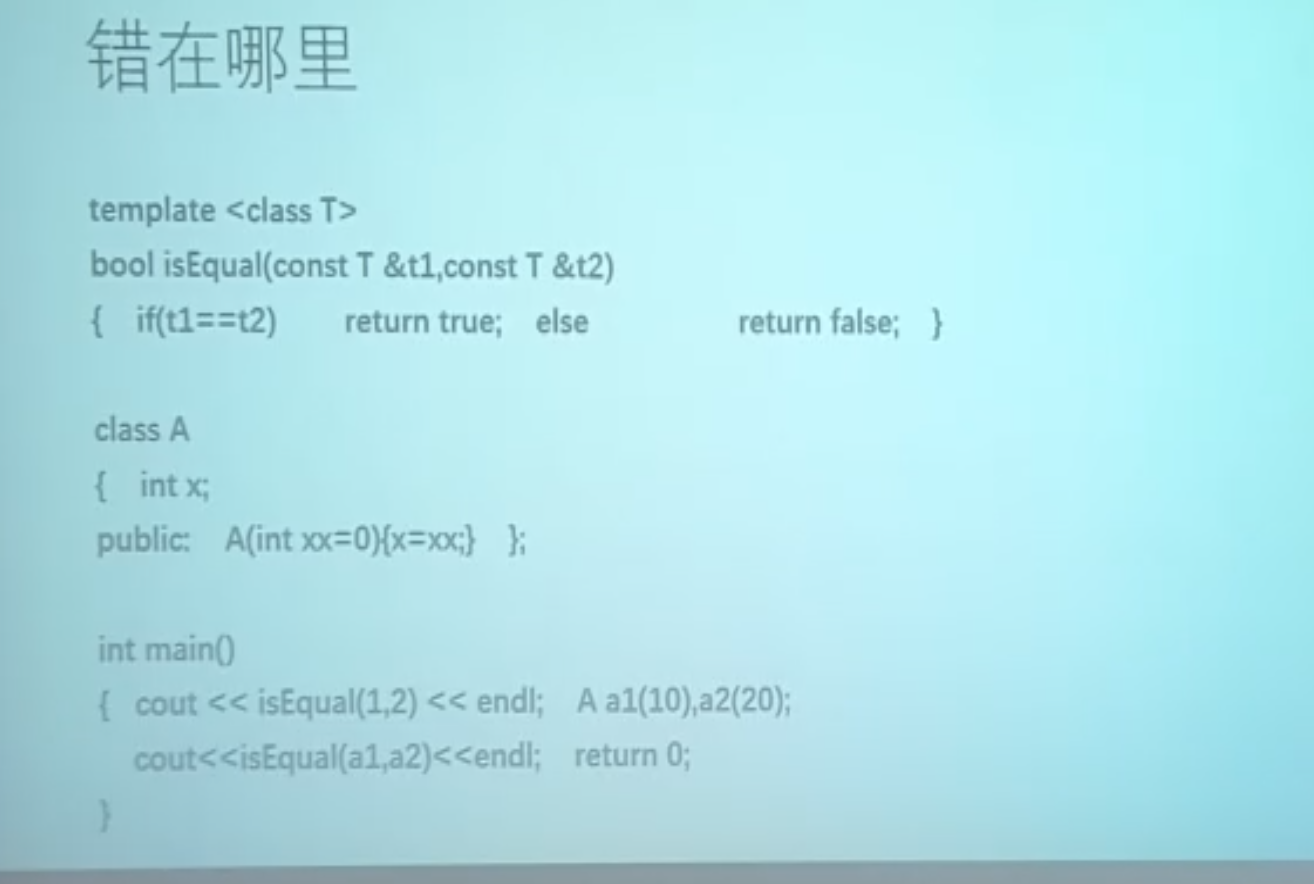 错在哪里
template <class T>
bool isEqual(const T &t1,const T &t2)
{ if(t1==t2) return true; else return false; }
class A
{ int x;
public: A(int xx=0){x=xx;} };
int main()
{ cout << isEqual(1,2) << endl; A a1(10),a2(20);
cout<<isEqual(a1,a2)<<endl; return 0;
}